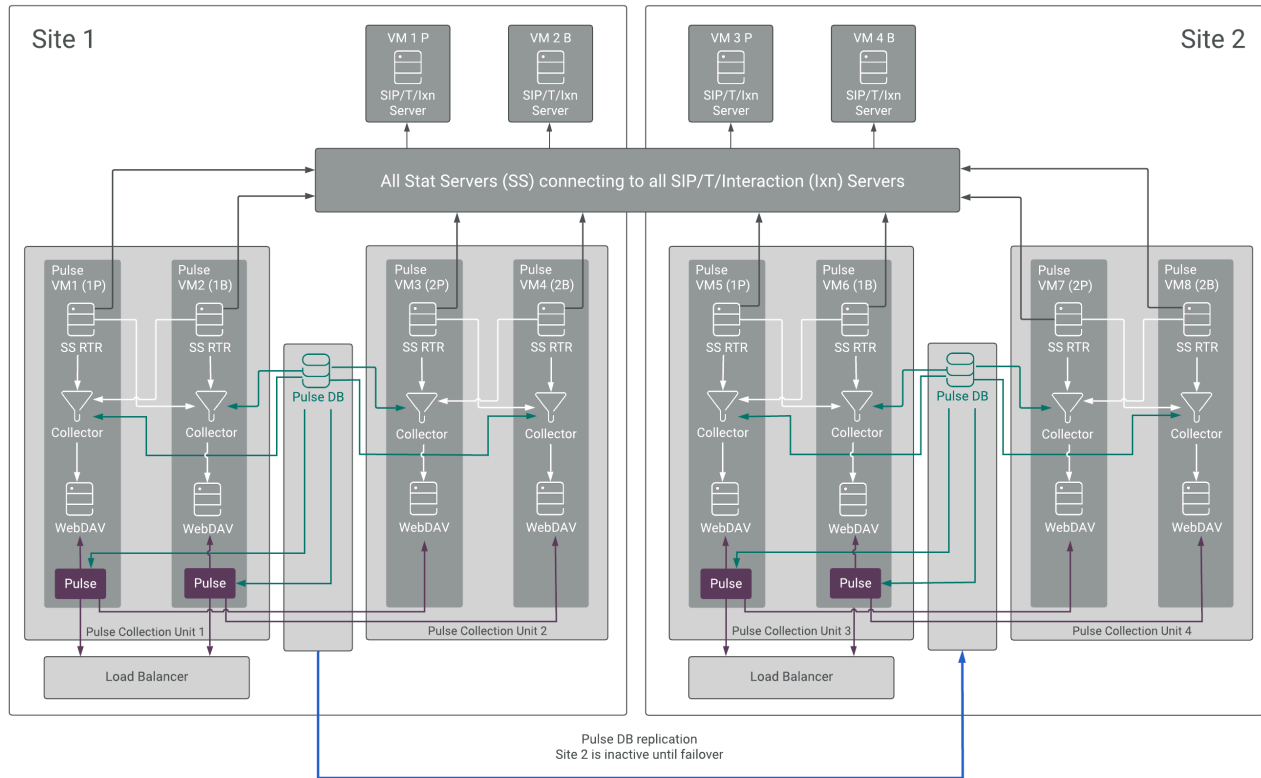 Site 1
Site 2
VM 1 P
SIP/T/Ixn
Server
VM 2 B
SIP/T/Ixn
Server
VM 3 P
SIP/T/Ixn
Server
VM 4 B
SIP/T/Ixn
Server
All Stat Servers (SS) connecting to all SIP/T/Interaction (Ixn) Servers
Pulse
VM1 (1P)
SS RTR
Collector
WebDAV
Pulse
Pulse
VM2 (1B)
SS RTR
Collector
WebDAV
Pulse
Pulse Collection Unit 1
Pulse DB
Pulse
VM3 (2P)
SS RTR
Collector
WebDAV
Pulse
VM4 (2B)
SS RTR
Collector
WebDAV
Pulse Collection Unit 2
Load Balancer
Pulse
VM5 (1P)
SS RTR
Collector
WebDAV
Pulse
Pulse
VM6 (1B)
SS RTR
Collector
WebDAV
Pulse
Pulse Collection Unit 3
Pulse DB
Pulse
VM7 (2P)
SS RTR
Collector
WebDAV
Pulse
VM8 (2B)
SS RTR
Collector
WebDAV
Pulse Collection Unit 4
Load Balancer
Pulse DB replication
Site 2 is inactive until failover